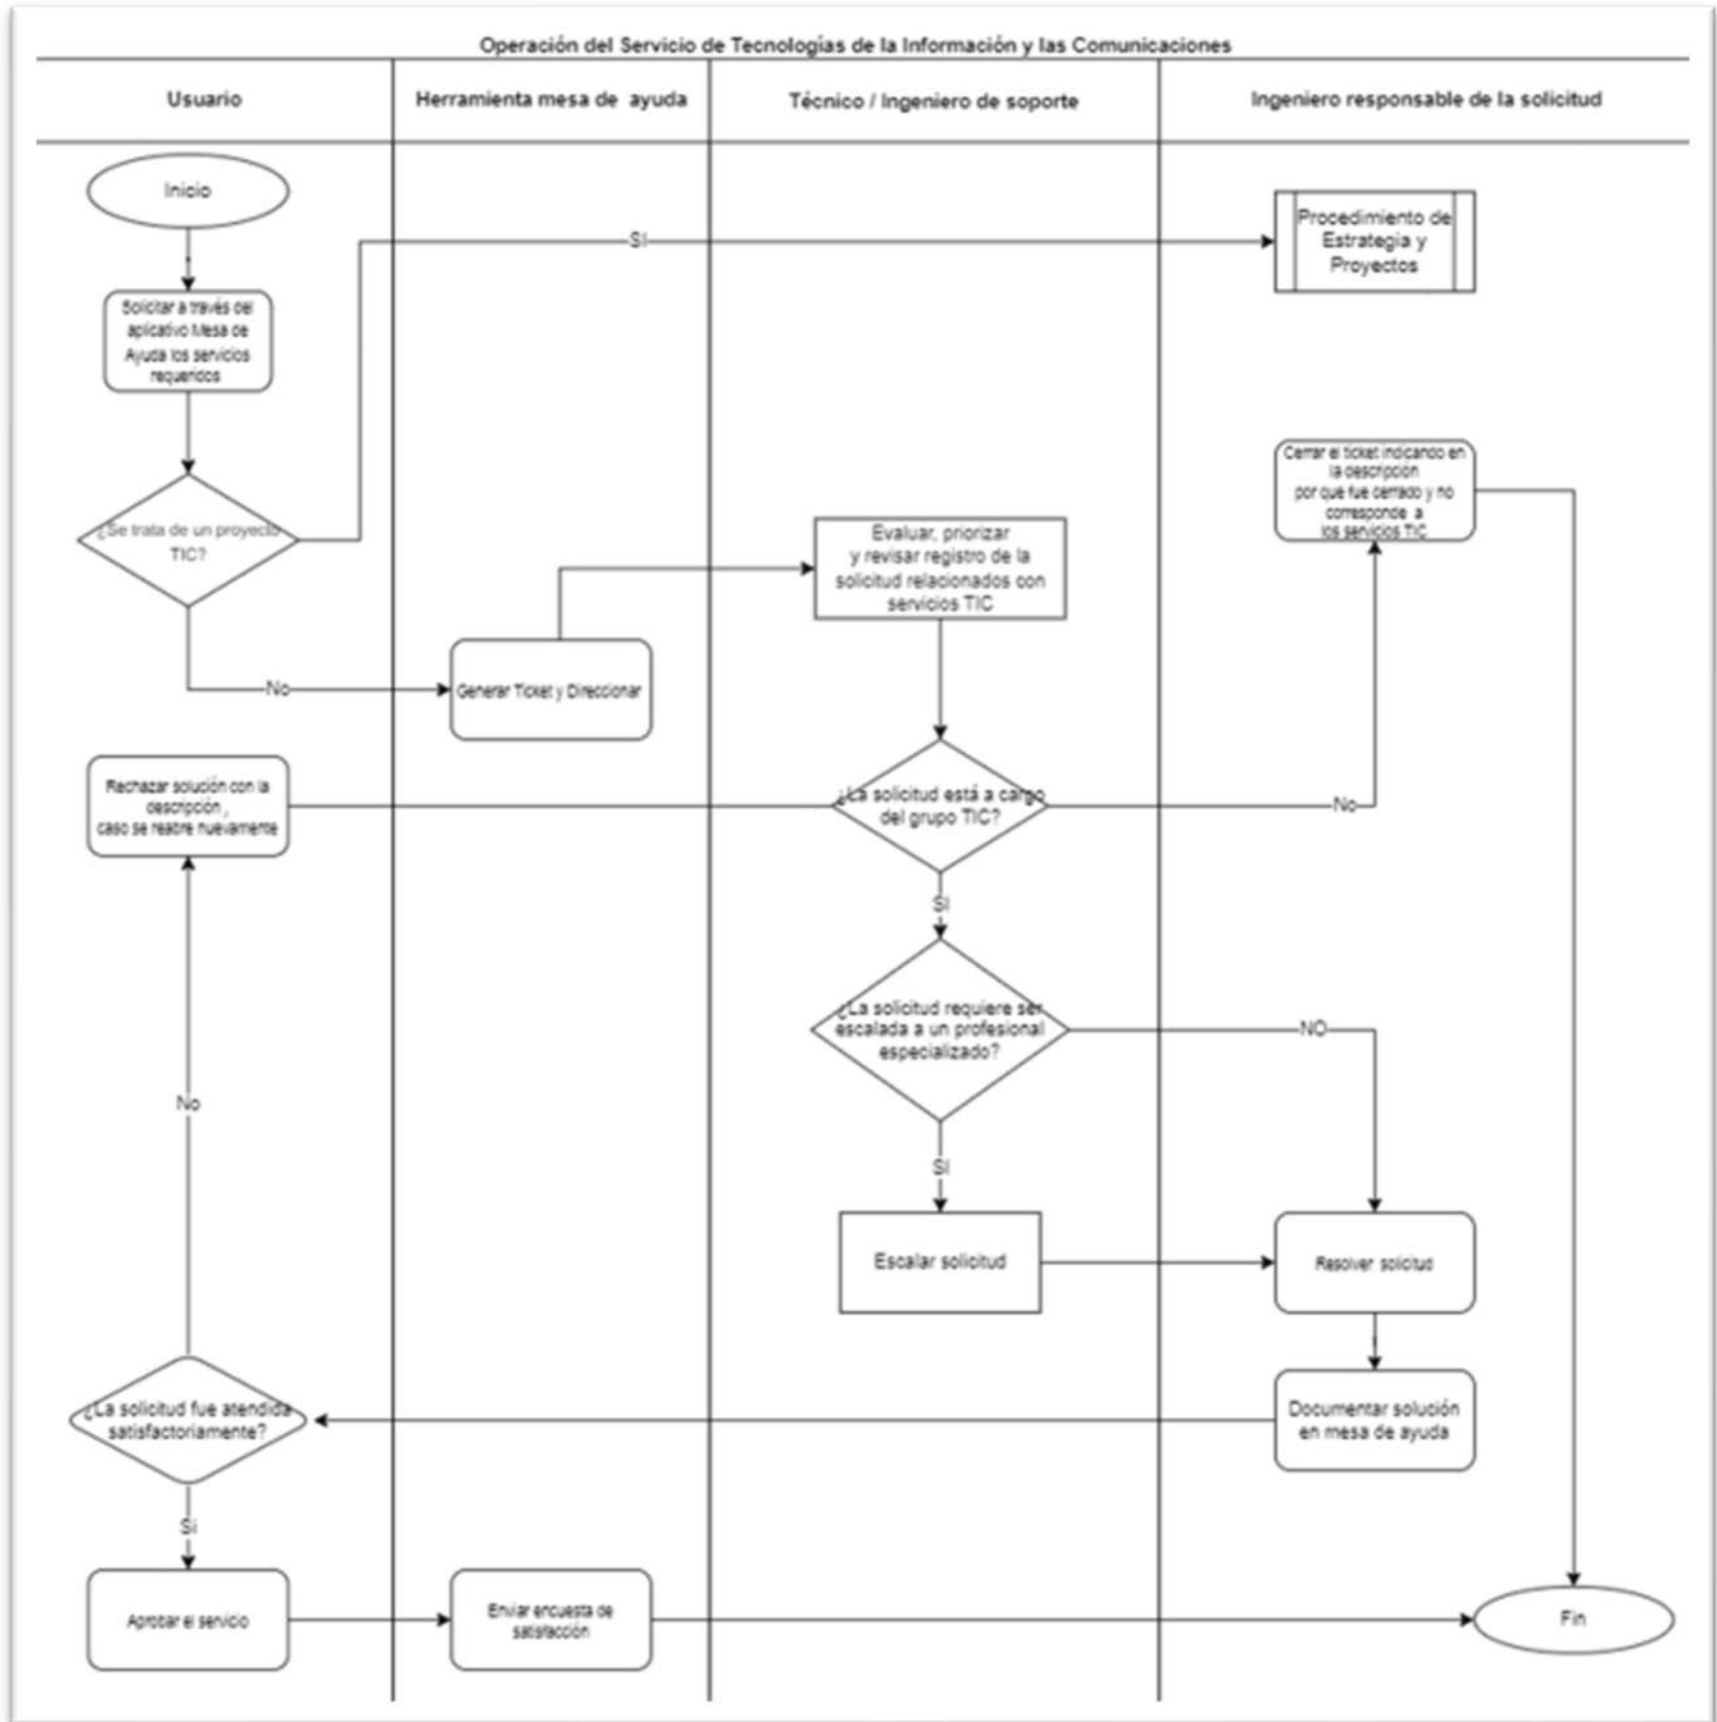 Operación del Servicio de Tecnologías de la Información y las Comunicaciones
Usuario
Herramienta mesa de ayuda
Técnico / Ingeniero de soporte
Ingeniero responsable de la solicitud
Inicio
Solicitar a través del
aplicativo Mesa de
Ayuda los servicios
requeridos
¿Se trata de un proyecto
TIC?
SI
Procedimiento de
Estrategia y
Proyectos
No
Generar Ticket y Direccionar
Evaluar, priorizar
y revisar registro de la
solicitud relacionados con
servicios TIC
Cerrar el ticket indicando en
la descripción
por que fue cerrado y no
corresponde a
los servicios TIC
Rechazar solución con la
descripción ,
caso se reabre nuevamente
¿La solicitud está a cargo
del grupo TIC?
No
SI
¿La solicitud requiere ser
escalada a un profesional
especializado?
NO
SI
Escalar solicitud
Resolver solicitud
Documentar solución
en mesa de ayuda
No
¿La solicitud fue atendida
satisfactoriamente?
Si
Aprobar el servicio
Enviar encuesta de
satisfacción
Fin